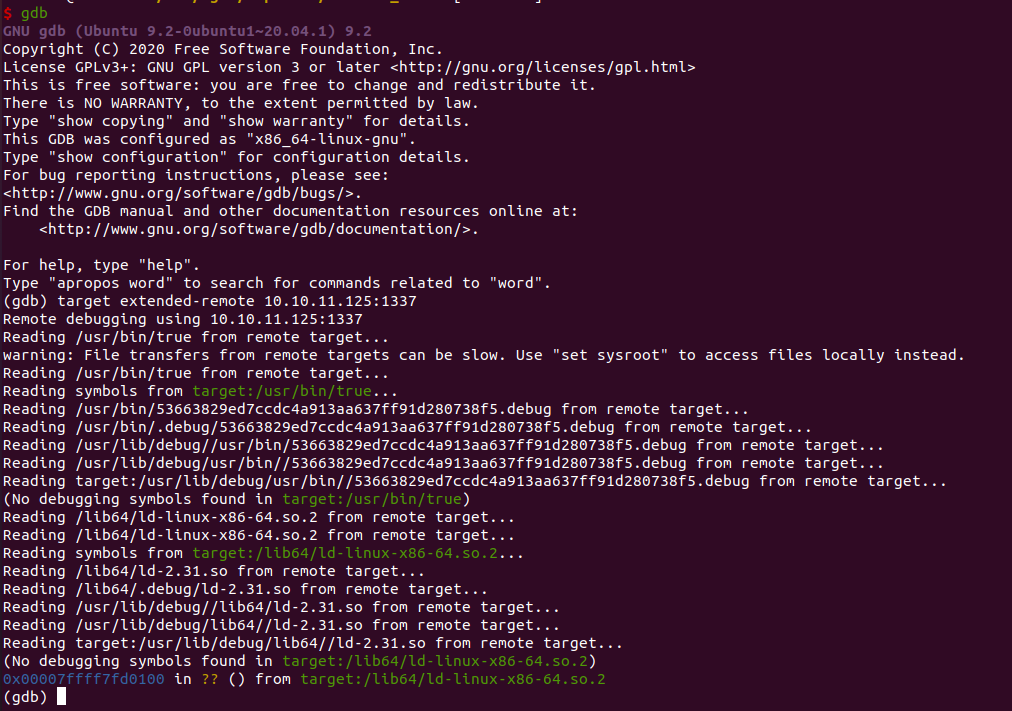 $ gdb
GNU gdb (Ubuntu 9.2-0ubuntu1~20.04.1) 9.2
Copyright (C) 2020 Free Software Foundation, Inc.
License GPLv3+: GNU GPL version 3 or later <http://gnu.org/licenses/gpl.html>
This is free software: you are free to change and redistribute it.
There is NO WARRANTY, to the extent permitted by law.
Type "show copying" and "show warranty" for details.
This GDB was configured as "x86_64-linux-gnu".
Type "show configuration" for configuration details.
For bug reporting instructions, please see:
<http://www.gnu.org/software/gdb/bugs/>.
Find the GDB manual and other documentation resources online at:
    <http://www.gnu.org/software/gdb/documentation/>.

For help, type "help".
Type "apropos word" to search for commands related to "word".
(gdb) target extended-remote 10.10.11.125:1337
Remote debugging using 10.10.11.125:1337
Reading /usr/bin/true from remote target...
warning: File transfers from remote targets can be slow. Use "set sysroot" to access files locally instead.
Reading /usr/bin/true from remote target...
Reading symbols from target:/usr/bin/true...
Reading /usr/bin/53663829ed7ccdc4a913aa637ff91d280738f5.debug from remote target...
Reading /usr/bin/.debug/53663829ed7ccdc4a913aa637ff91d280738f5.debug from remote target...
Reading /usr/lib/debug//usr/bin/53663829ed7ccdc4a913aa637ff91d280738f5.debug from remote target...
Reading /usr/lib/debug/usr/bin//53663829ed7ccdc4a913aa637ff91d280738f5.debug from remote target...
Reading target:/usr/lib/debug/usr/bin//53663829ed7ccdc4a913aa637ff91d280738f5.debug from remote target...
(No debugging symbols found in target:/usr/bin/true)
Reading /lib64/ld-linux-x86-64.so.2 from remote target...
Reading /lib64/ld-linux-x86-64.so.2 from remote target...
Reading symbols from target:/lib64/ld-linux-x86-64.so.2...
Reading /lib64/ld-2.31.so from remote target...
Reading /lib64/.debug/ld-2.31.so from remote target...
Reading /usr/lib/debug//lib64/ld-2.31.so from remote target...
Reading /usr/lib/debug/lib64//ld-2.31.so from remote target...
Reading target:/usr/lib/debug/lib64//ld-2.31.so from remote target...
(No debugging symbols found in target:/lib64/ld-linux-x86-64.so.2)
0x00007ffff7fd0100 in ?? () from target:/lib64/ld-linux-x86-64.so.2
(gdb)